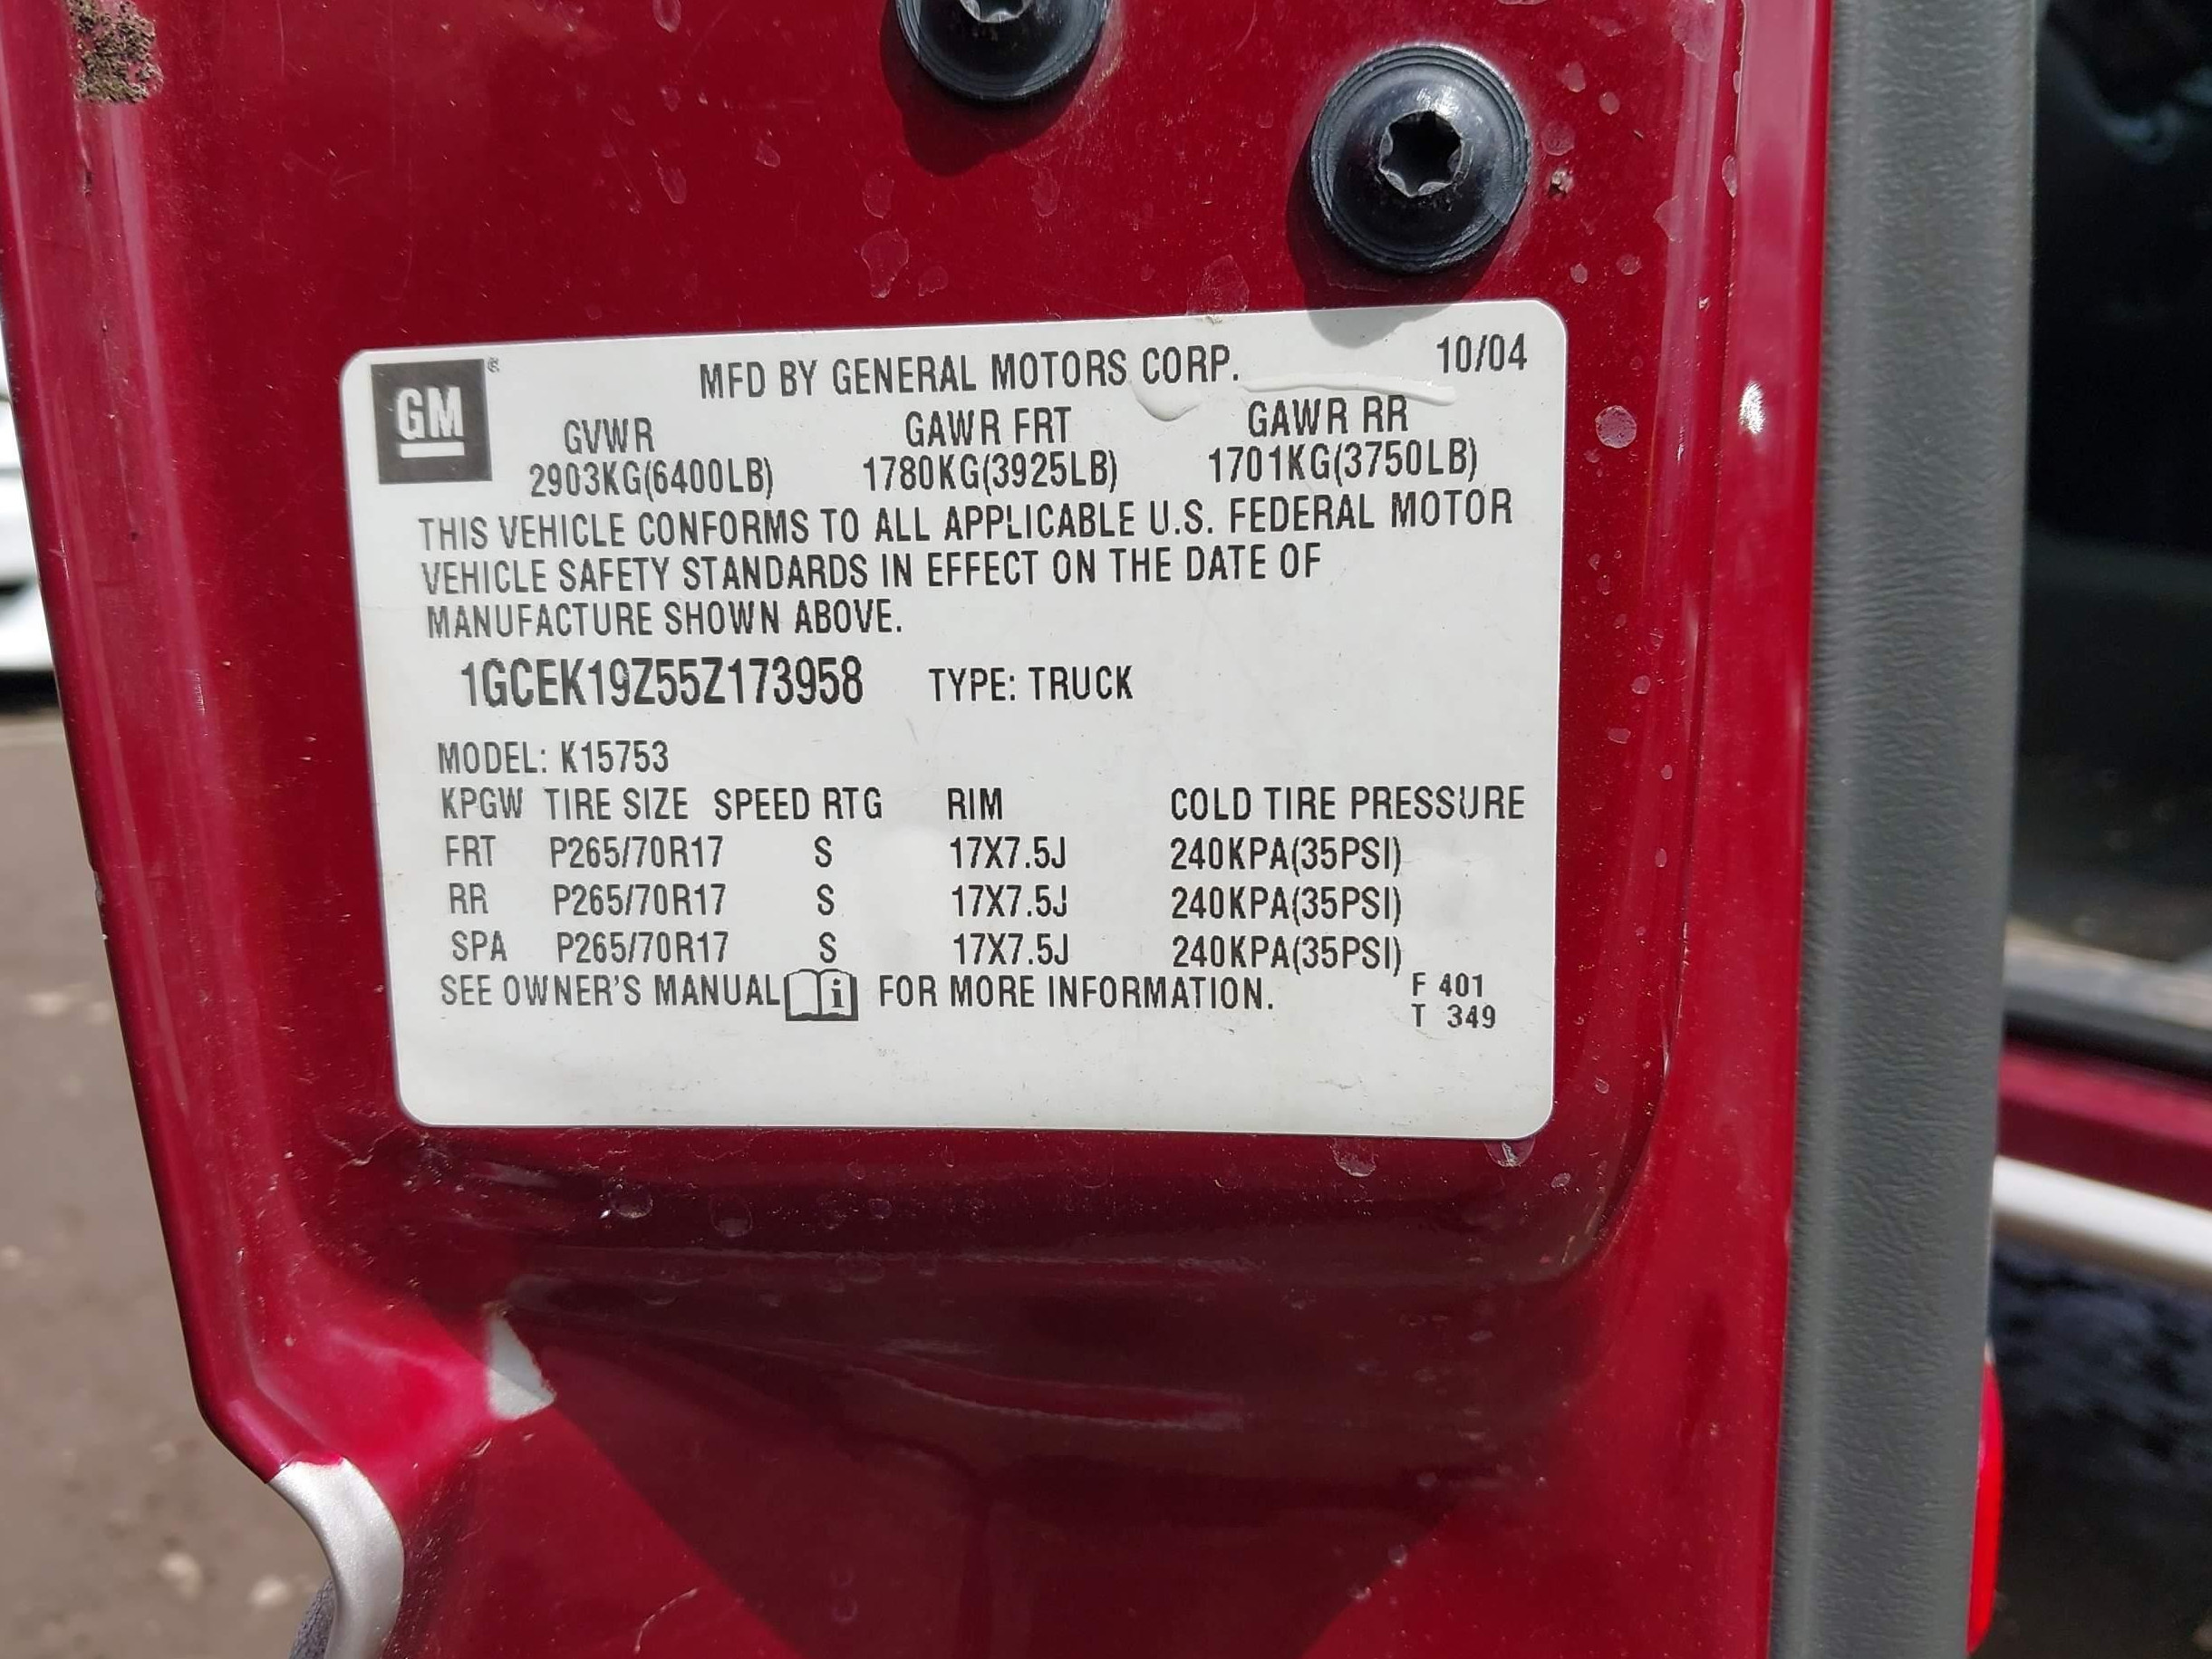 GM ® MFD BY GENERAL MOTORS CORP. 10/04
GVWR GAWR FRT GAWR RR
2903KG(6400LB) 1780KG(3925LB) 1701KG(3750LB)
THIS VEHICLE CONFORMS TO ALL APPLICABLE U.S. FEDERAL MOTOR
VEHICLE SAFETY STANDARDS IN EFFECT ON THE DATE OF
MANUFACTURE SHOWN ABOVE.
1GCEK19Z55Z173958 TYPE: TRUCK
MODEL: K15753
KPGW TIRE SIZE SPEED RTG RIM COLD TIRE PRESSURE
FRT P265/70R17 S 17X7.5J 240KPA(35PSI)
RR P265/70R17 S 17X7.5J 240KPA(35PSI)
SPA P265/70R17 S 17X7.5J 240KPA(35PSI)
SEE OWNER'S MANUAL i FOR MORE INFORMATION. F 401
T 349